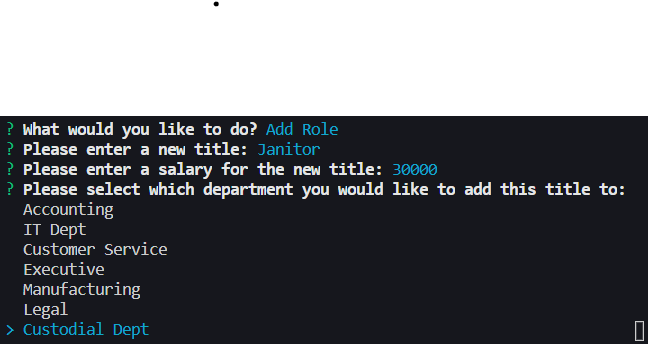 ? What would you like to do? Add Role
? Please enter a new title: Janitor
? Please enter a salary for the new title: 30000
? Please select which department you would like to add this title to:
Accounting
IT Dept
Customer Service
Executive
Manufacturing
Legal
> Custodial Dept